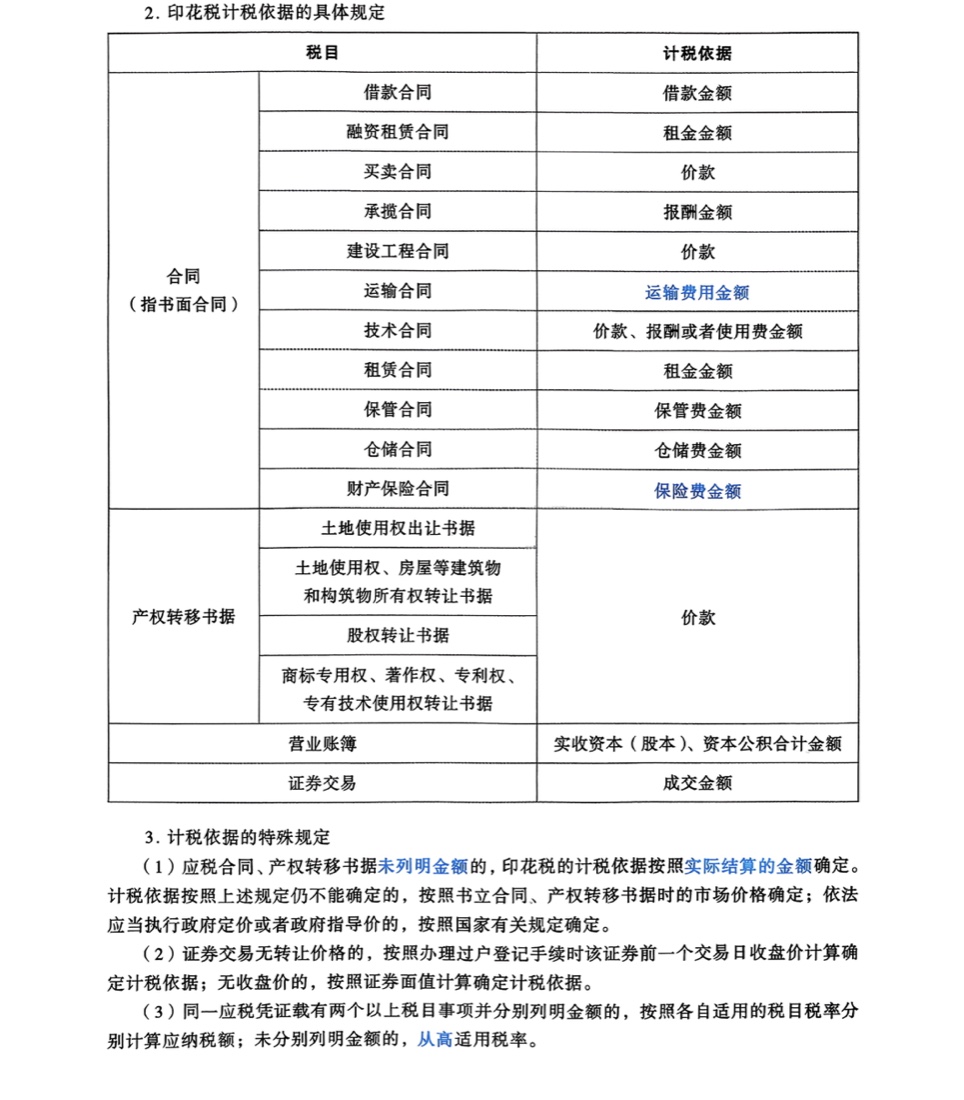 2. 印花税计税依据的具体规定
税目 计税依据
借款合同 借款金额
融资租赁合同 租金金额
买卖合同 价款
承揽合同 报酬金额
建设工程合同 价款
合同
（指书面合同）
运输合同 运输费用金额
技术合同 价款、报酬或者使用费金额
租赁合同 租金金额
保管合同 保管费金额
仓储合同 仓储费金额
财产保险合同 保险费金额
产权转移书据
土地使用权出让书据
土地使用权、房屋等建筑物
和构筑物所有权转让书据
股权转让书据
商标专用权、著作权、专利权、
专有技术使用权转让书据
价款
营业账簿 实收资本（股本）、资本公积合计金额
证券交易 成交金额
3. 计税依据的特殊规定
（1）应税合同、产权转移书据未列明金额的，印花税的计税依据按照实际结算的金额确定。
计税依据按照上述规定仍不能确定的，按照书立合同、产权转移书据时的市场价格确定；依法
应当执行政府定价或者政府指导价的，按照国家有关规定确定。
（2）证券交易无转让价格的，按照办理过户登记手续时该证券前一个交易日收盘价计算确
定计税依据；无收盘价的，按照证券面值计算确定计税依据。
（3）同一应税凭证载有两个以上税目事项并分别列明金额的，按照各自适用的税目税率分
别计算应纳税额；未分别列明金额的，从高适用税率。